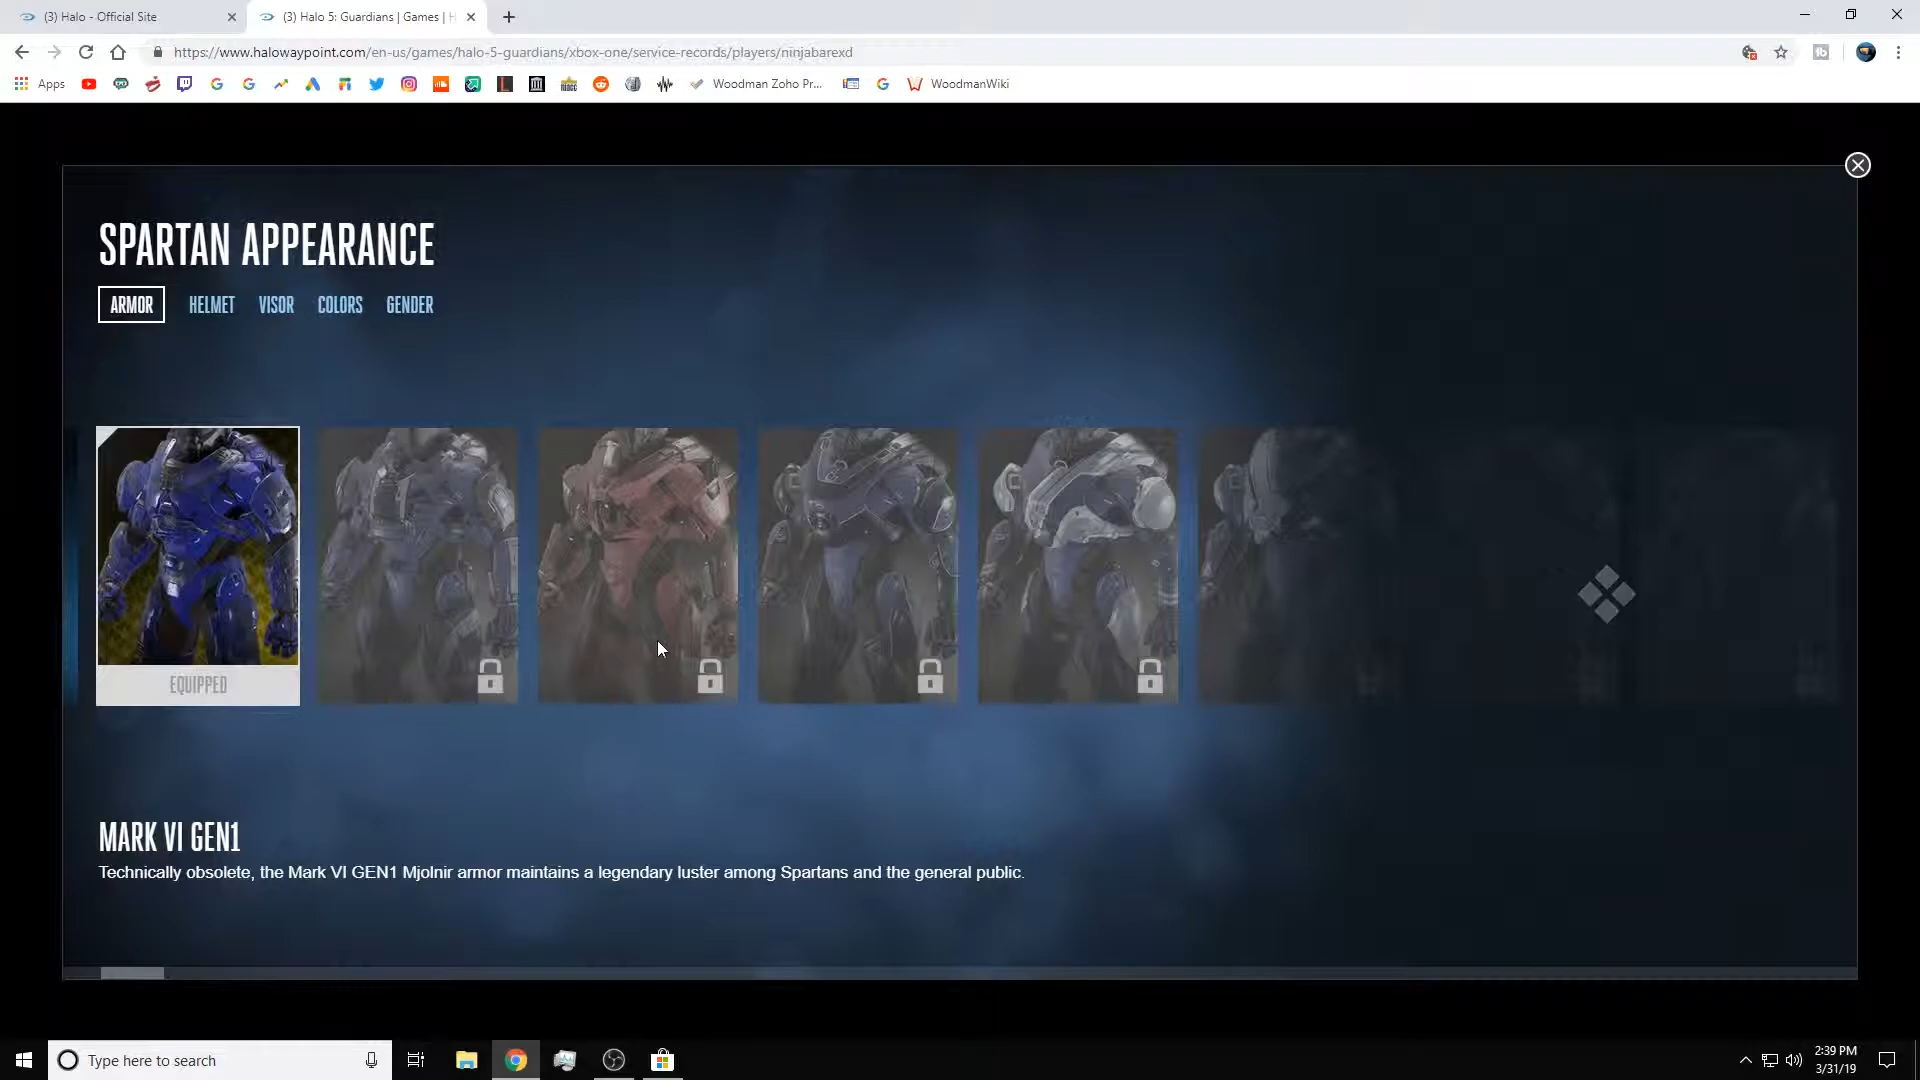 (3) Halo - Official Site
(3) Halo 5: Guardians | Games | H
https://www.halowaypoint.com/en-us/games/halo-5-guardians/xbox-one/service-records/players/ninjabarexd
Apps
Woodman Zoho Pr...
WoodmanWiki
SPARTAN APPEARANCE
ARMOR HELMET VISOR COLORS GENDER
EQUIPPED
MARK VI GEN1
Technically obsolete, the Mark VI GEN1 Mjolnir armor maintains a legendary luster among Spartans and the general public.
Type here to search
2:39 PM
3/31/19